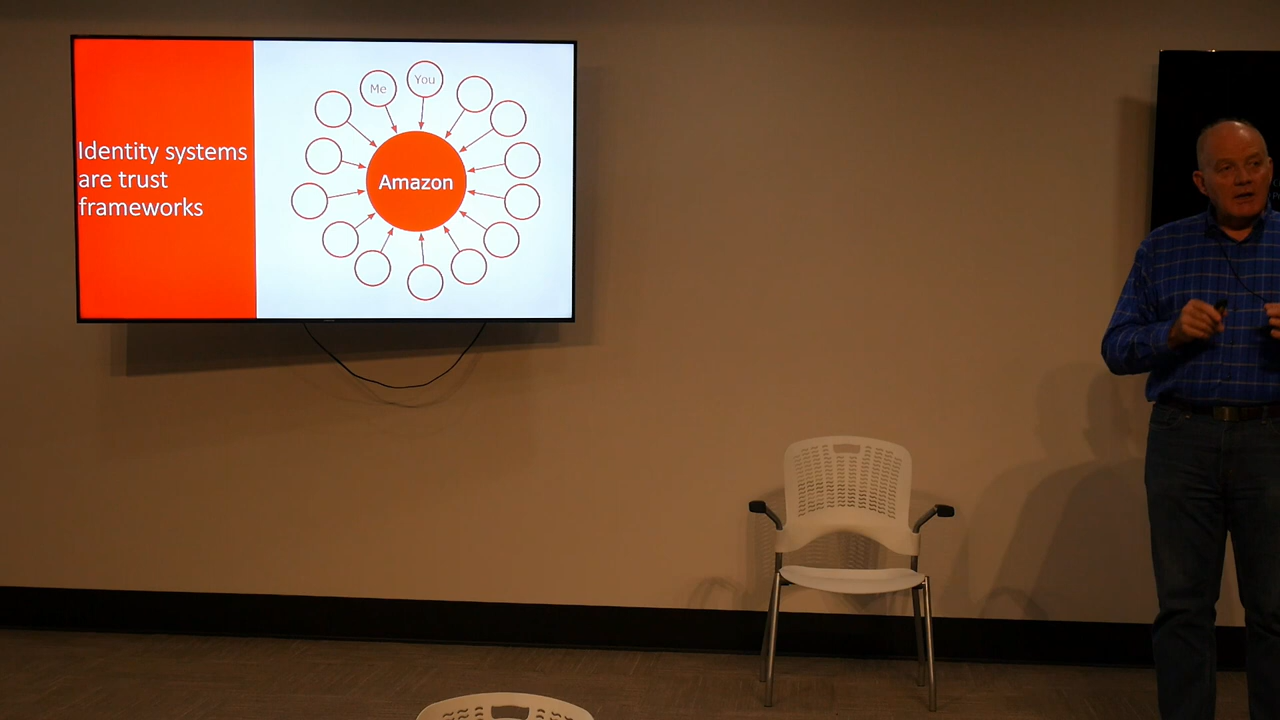 Identity systems
are trust
frameworks
Me
You
Amazon